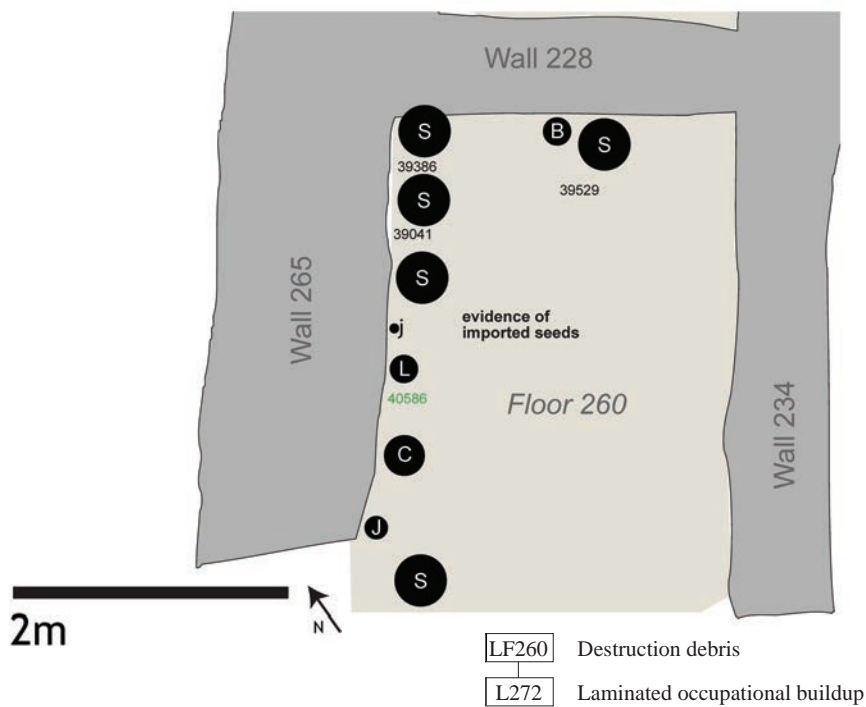 Wall 228
S
B
S
39386
39529
S
39041
S
Wall 265
evidence of
imported seeds
j
L
40586
Floor 260
Wall 234
C
J
S
2m
N
LF260 Destruction debris
L272 Laminated occupational buildup